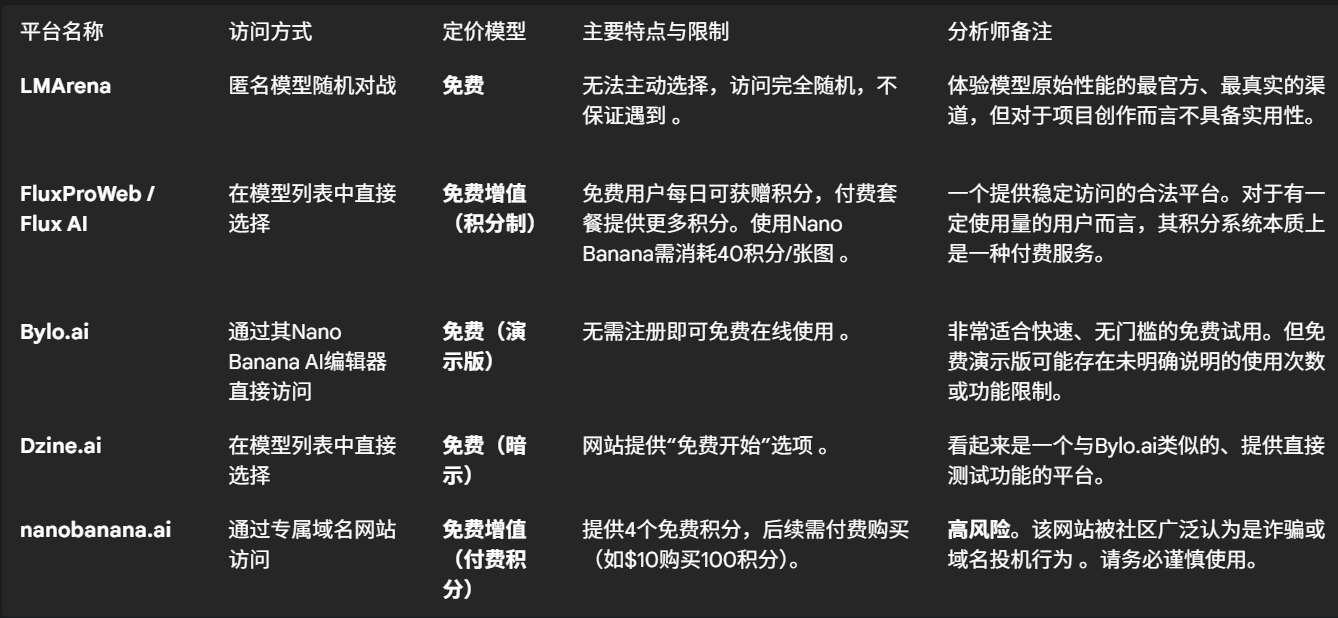 平台名称 访问方式 定价模型 主要特点与限制 分析师备注
LMArena 匿名模型随机对战 免费 无法主动选择，访问完全随机，不 体验模型原始性能的最官方、最真实的渠
保证遇到 。 道，但对于项目创作而言不具备实用性。
FluxProWeb / 在模型列表中直接 免费增值 免费用户每日可获赠积分，付费套 一个提供稳定访问的合法平台。对于有一
Flux AI 选择 （积分制） 餐提供更多积分。使用Nano 定使用量的用户而言，其积分系统本质上
Banana需消耗40积分/张图 。 是一种付费服务。
Bylo.ai 通过其Nano 免费（演 无需注册即可免费在线使用 。 非常适合快速、无门槛的免费试用。但免
Banana AI编辑器 示版） 费演示版可能存在未明确说明的使用次数
直接访问 或功能限制。
Dzine.ai 在模型列表中直接 免费（暗 网站提供“免费开始”选项 。 看起来是一个与Bylo.ai类似的、提供直接
选择 示） 测试功能的平台。
nanobanana.ai 通过专属域名网站 免费增值 提供4个免费积分，后续需付费购买 高风险。该网站被社区广泛认为是诈骗或
访问 （付费积 （如$10购买100积分）。 域名投机行为 。请务必谨慎使用。
分）